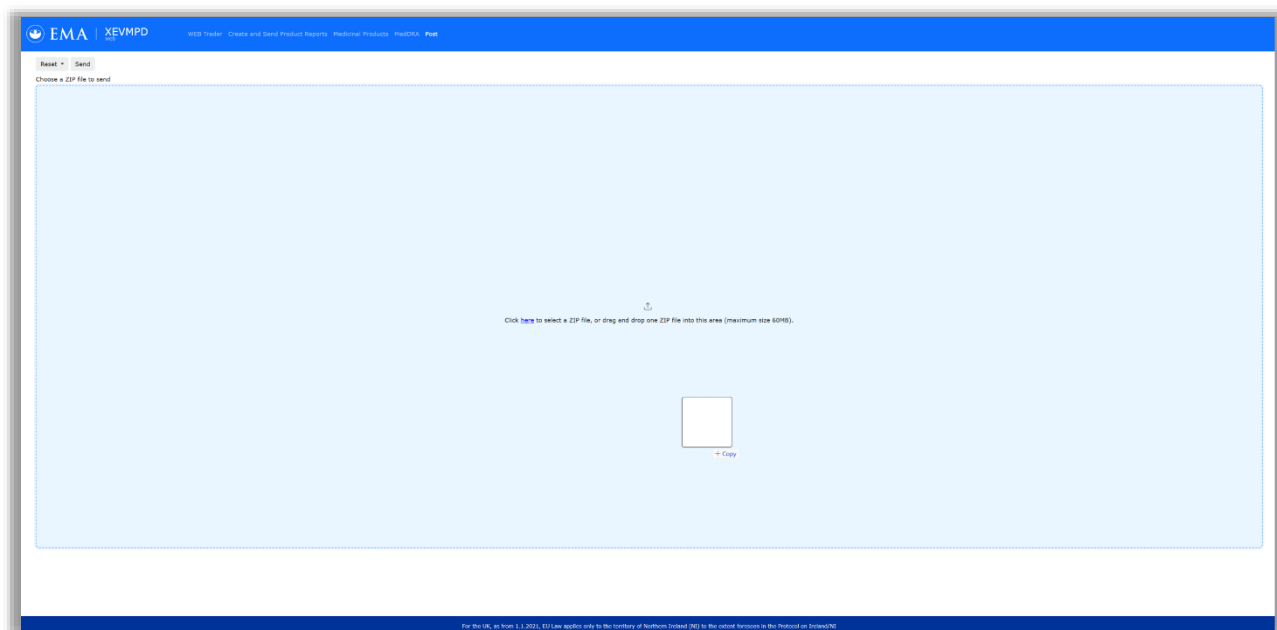 EMA | XEVMPD
WEB
WEB Trader Create and Send Product Reports Medicinal Products MedDRA Post
Reset Send
Choose a ZIP file to send
Click here to select a ZIP file, or drag and drop one ZIP file into this area (maximum size 60MB).
+ Copy
For the UK, as from 1.1.2021, EU Law applies only to the territory of Northern Ireland (NI) to the extent foreseen in the Protocol on Ireland/NI